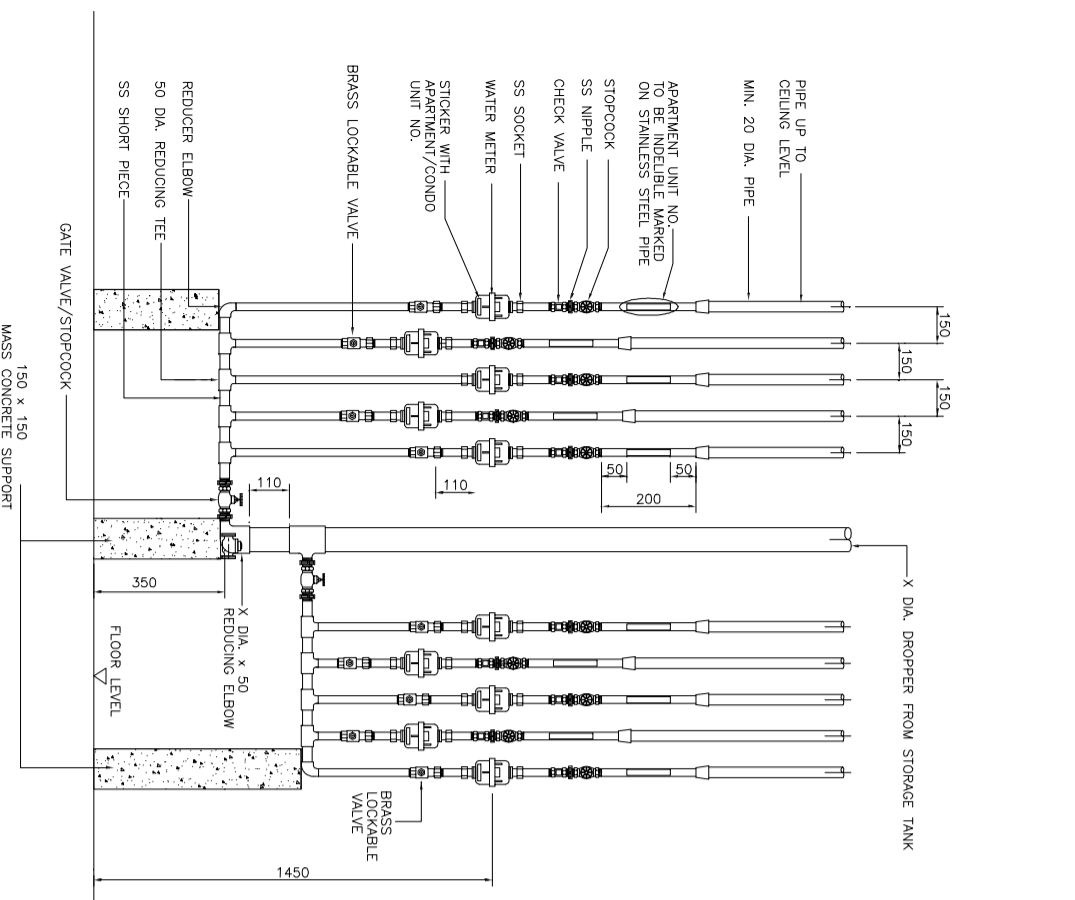 PIPE UP TO
CEILING LEVEL
MIN. 20 DIA. PIPE
APARTMENT UNIT NO.
TO BE INDELIBLE MARKED
ON STAINLESS STEEL PIPE
STOPCOCK
SS NIPPLE
CHECK VALVE
SS SOCKET
WATER METER
STICKER WITH
APARTMENT/CONDO
UNIT NO.
BRASS LOCKABLE VALVE
REDUCER ELBOW
50 DIA. REDUCING TEE
SS SHORT PIECE
GATE VALVE/STOPCOCK
150 x 150
MASS CONCRETE SUPPORT
150
150
150
150
50
50
200
110
110
350
X DIA. DROPPER FROM STORAGE TANK
X DIA. x 50
REDUCING ELBOW
FLOOR LEVEL
BRASS
LOCKABLE
VALVE
1450